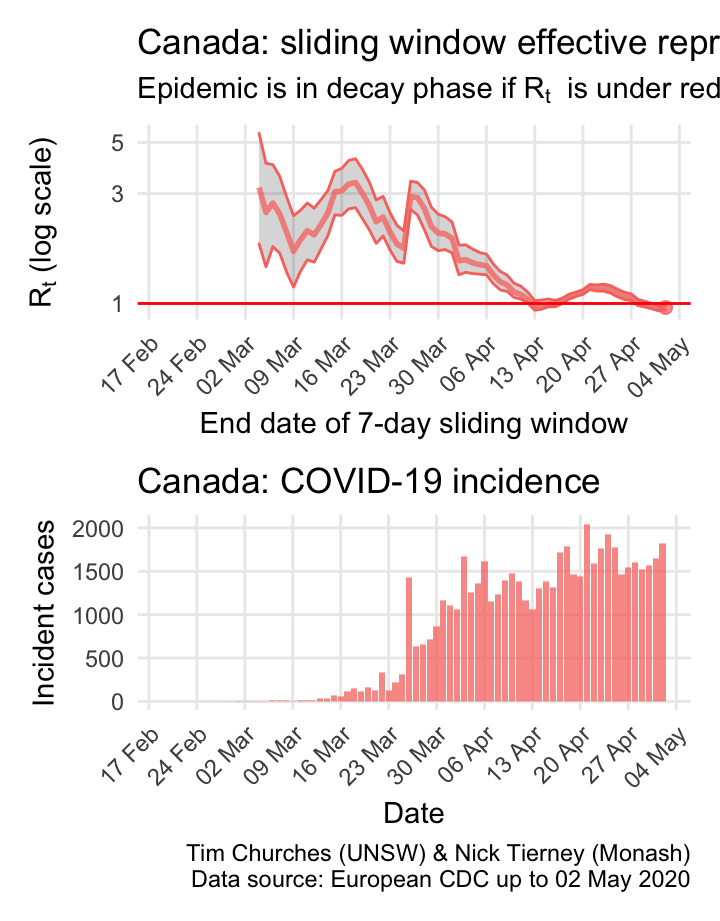 Canada: sliding window effective repr
Epidemic is in decay phase if Rt is under red
5
3
1
Rt (log scale)
17 Feb
24 Feb
02 Mar
09 Mar
16 Mar
23 Mar
30 Mar
06 Apr
13 Apr
20 Apr
27 Apr
04 May
End date of 7-day sliding window
Canada: COVID-19 incidence
2000
1500
1000
500
0
Incident cases
17 Feb
24 Feb
02 Mar
09 Mar
16 Mar
23 Mar
30 Mar
06 Apr
13 Apr
20 Apr
27 Apr
04 May
Date
Tim Churches (UNSW) & Nick Tierney (Monash)
Data source: European CDC up to 02 May 2020